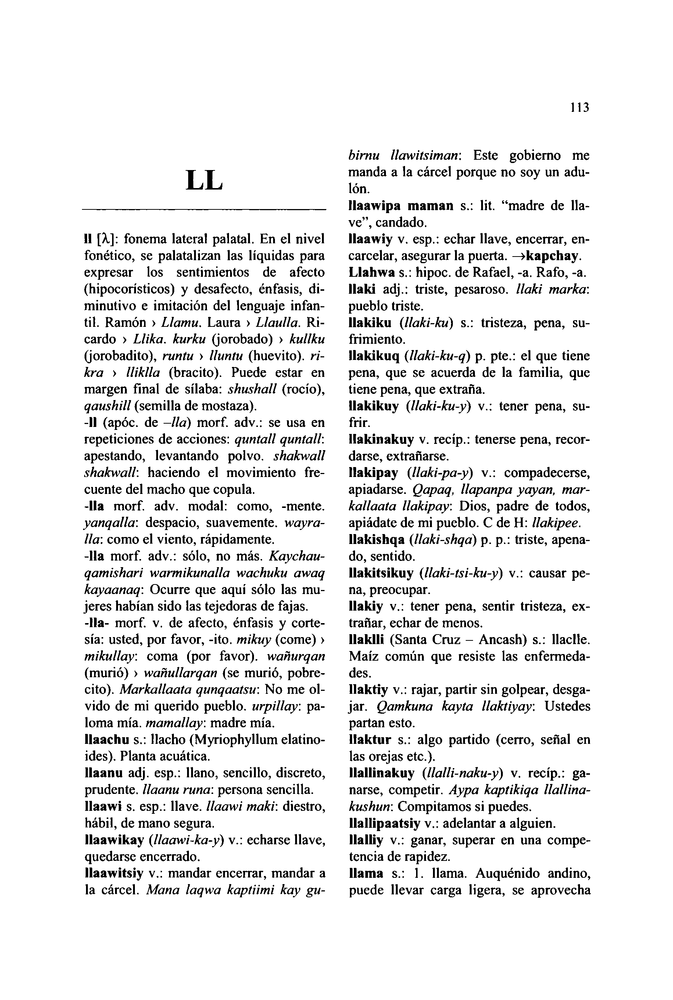 113
LL
ll [λ]: fonema lateral palatal. En el nivel
fonético, se palatalizan las líquidas para
expresar los sentimientos de afecto
(hipocorísticos) y desafecto, énfasis, di-
minutivo e imitación del lenguaje infan-
til. Ramón › Llamu. Laura › Llaulla. Ri-
cardo › Llika. kurku (jorobado) › kullku
(jorobadito), runtu › lluntu (huevito). ri-
kra › lliklla (bracito). Puede estar en
margen final de sílaba: shushall (rocío),
qaushill (semilla de mostaza).
-ll (apóc. de –lla) morf. adv.: se usa en
repeticiones de acciones: quntall quntall:
apestando, levantando polvo. shakwall
shakwall: haciendo el movimiento fre-
cuente del macho que copula.
-lla morf. adv. modal: como, -mente.
yanqalla: despacio, suavemente. wayra-
lla: como el viento, rápidamente.
-lla morf. adv.: sólo, no más. Kaychau-
qamishari warmikunalla wachuku awaq
kayaanaq: Ocurre que aquí sólo las mu-
jeres habían sido las tejedoras de fajas.
-lla- morf. v. de afecto, énfasis y corte-
sía: usted, por favor, -ito. mikuy (come) ›
mikullay: coma (por favor). wañurqan
(murió) › wañullarqan (se murió, pobre-
cito). Markallaata qunqaatsu: No me ol-
vido de mi querido pueblo. urpillay: pa-
loma mía. mamallay: madre mía.
llaachu s.: llacho (Myriophyllum elatino-
ides). Planta acuática.
llaanu adj. esp.: llano, sencillo, discreto,
prudente. llaanu runa: persona sencilla.
llaawi s. esp.: llave. llaawi maki: diestro,
hábil, de mano segura.
llaawikay (llaawi-ka-y) v.: echarse llave,
quedarse encerrado.
llaawitsiy v.: mandar encerrar, mandar a
la cárcel. Mana laqwa kaptiimi kay gu-
birnu llawitsiman: Este gobierno me
manda a la cárcel porque no soy un adu-
lón.
llaawipa maman s.: lit. “madre de lla-
ve”, candado.
llaawiy v. esp.: echar llave, encerrar, en-
carcelar, asegurar la puerta. →kapchay.
Llahwa s.: hipoc. de Rafael, -a. Rafo, -a.
llaki adj.: triste, pesaroso. llaki marka:
pueblo triste.
llakiku (llaki-ku) s.: tristeza, pena, su-
frimiento.
llakikuq (llaki-ku-q) p. pte.: el que tiene
pena, que se acuerda de la familia, que
tiene pena, que extraña.
llakikuy (llaki-ku-y) v.: tener pena, su-
frir.
llakinakuy v. recíp.: tenerse pena, recor-
darse, extrañarse.
llakipay (llaki-pa-y) v.: compadecerse,
apiadarse. Qapaq, llapanpa yayan, mar-
kallaata llakipay: Dios, padre de todos,
apiádate de mi pueblo. C de H: llakipee.
llakishqa (llaki-shqa) p. p.: triste, apena-
do, sentido.
llakitsikuy (llaki-tsi-ku-y) v.: causar pe-
na, preocupar.
llakiy v.: tener pena, sentir tristeza, ex-
trañar, echar de menos.
llaklli (Santa Cruz – Ancash) s.: llaclle.
Maíz común que resiste las enfermeda-
des.
llaktiy v.: rajar, partir sin golpear, desga-
jar. Qamkuna kayta llaktiyay: Ustedes
partan esto.
llaktur s.: algo partido (cerro, señal en
las orejas etc.).
llallinakuy (llalli-naku-y) v. recíp.: ga-
narse, competir. Aypa kaptikiqa llallina-
kushun: Compitamos si puedes.
llallipaatsiy v.: adelantar a alguien.
llalliy v.: ganar, superar en una compe-
tencia de rapidez.
llama s.: 1. llama. Auquénido andino,
puede llevar carga ligera, se aprovecha